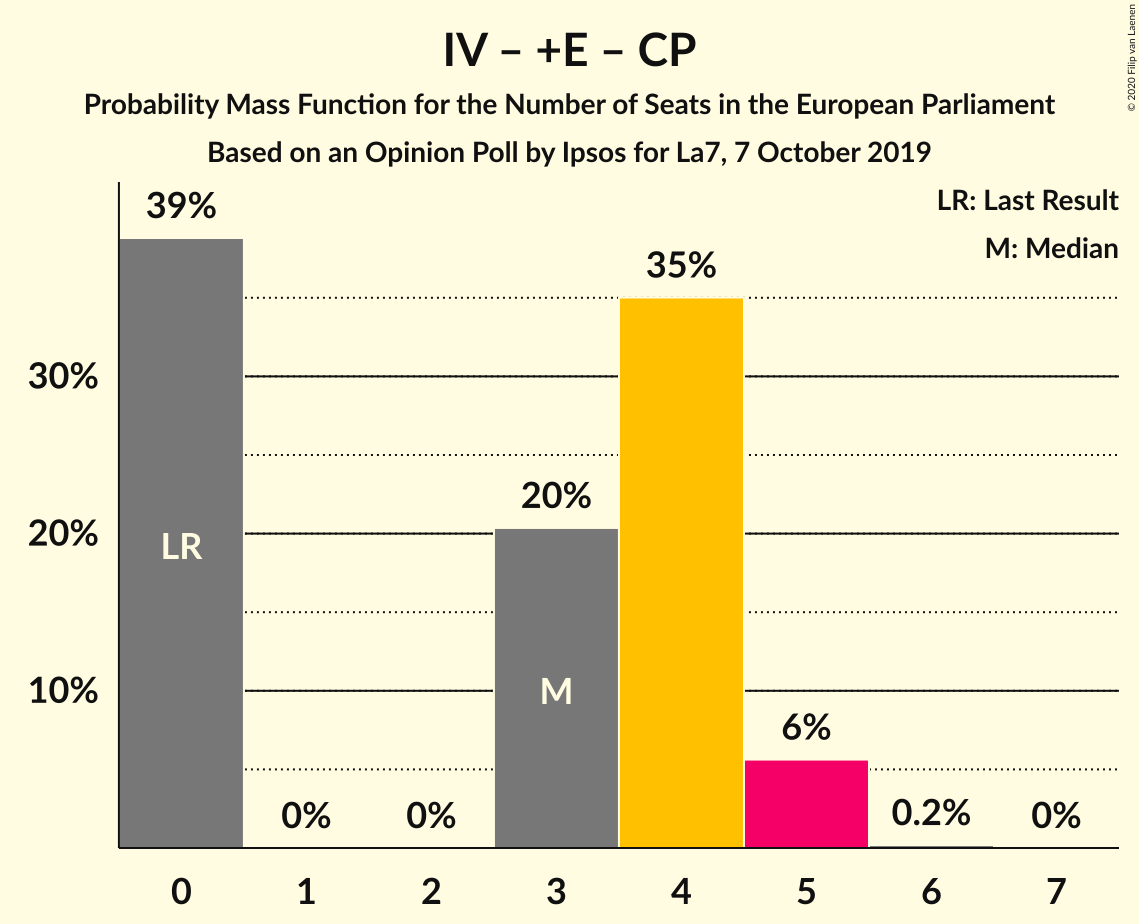 IV – +E – CP
Probability Mass Function for the Number of Seats in the European Parliament
Based on an Opinion Poll by Ipsos for La7, 7 October 2019
© 2020 Filip van Laenen
LR: Last Result
M: Median
39%
35%
30%
20%
20%
LR
10%
M
6%
0%
0%
0.2%
0%
0 1 2 3 4 5 6 7